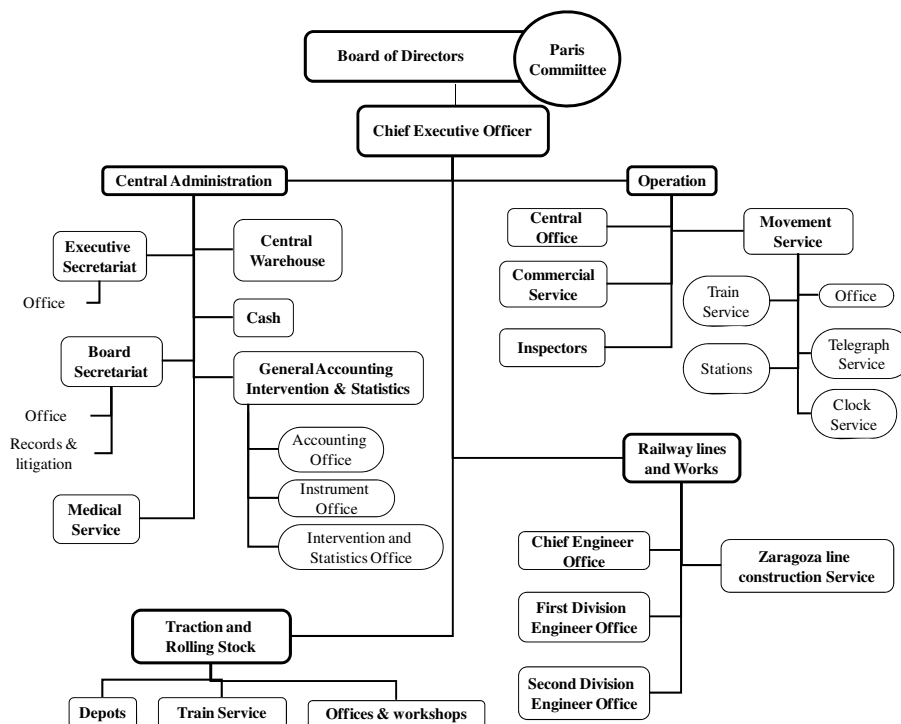 Board of Directors
Paris
Commiittee
Chief Executive Officer
Central Administration
Operation
Executive
Secretariat
Office
Central
Warehouse
Cash
Board
Secretariat
Office
Records &
litigation
General Accounting
Intervention & Statistics
Accounting
Office
Instrument
Office
Intervention and
Statistics Office
Medical
Service
Central
Office
Commercial
Service
Inspectors
Movement
Service
Train
Service
Office
Stations
Telegraph
Service
Clock
Service
Railway lines
and Works
Chief Engineer
Office
First Division
Engineer Office
Second Division
Engineer Office
Zaragoza line
construction Service
Traction and
Rolling Stock
Depots
Train Service
Offices & workshops